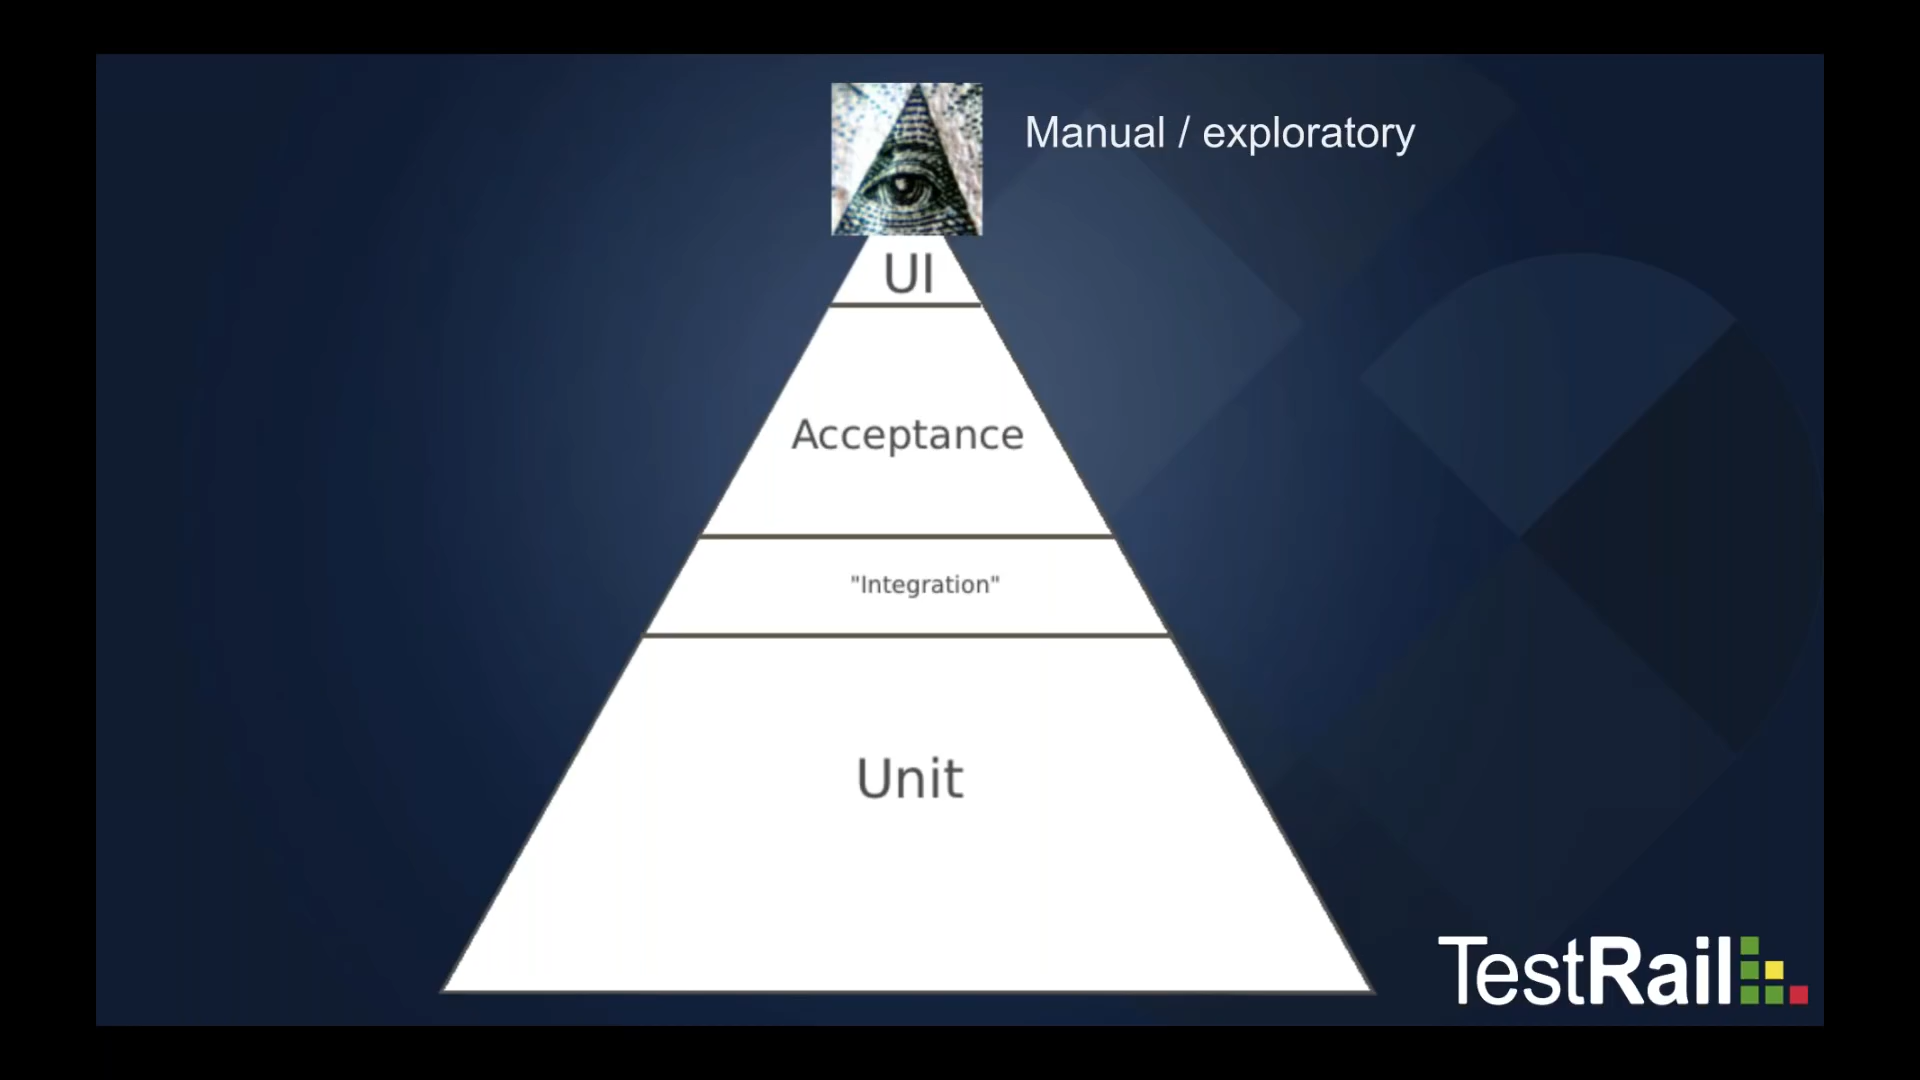 Manual / exploratory
UI
Acceptance
"Integration"
Unit
TestRail